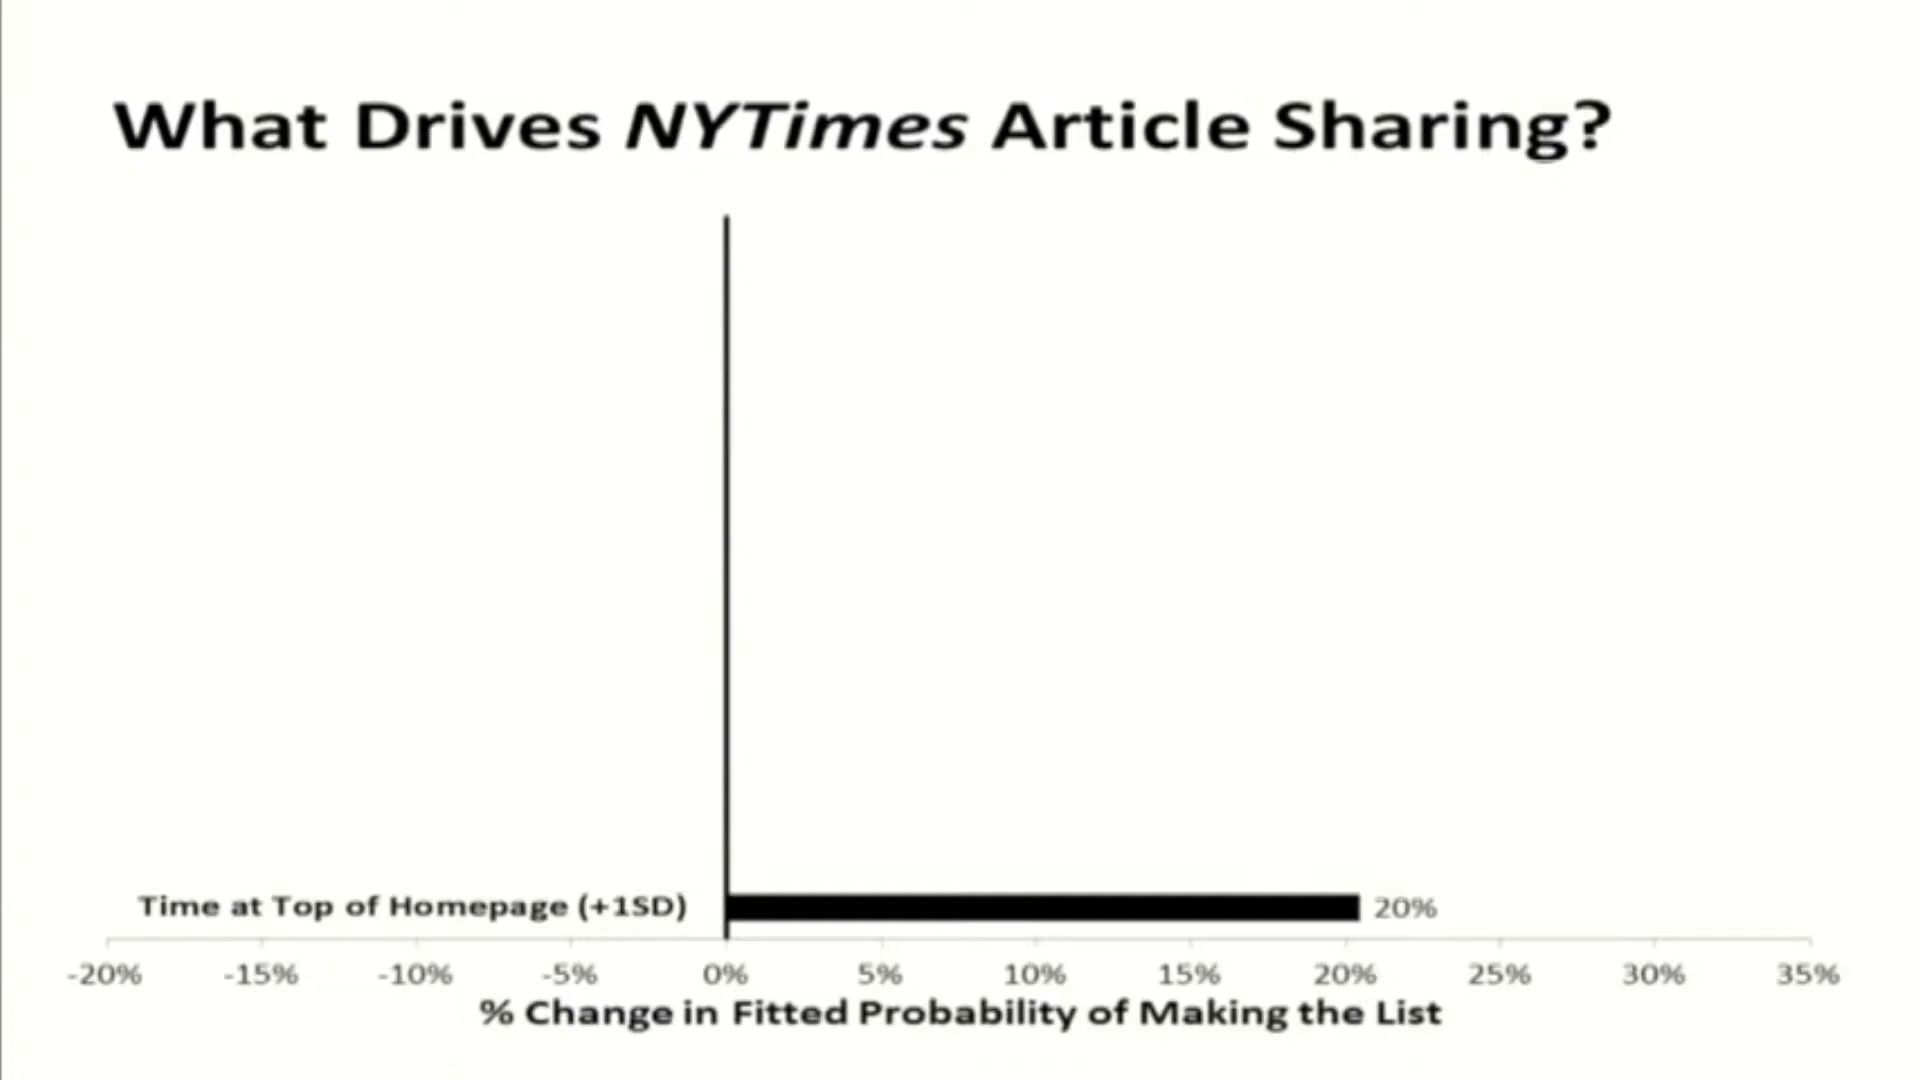 What Drives NYTimes Article Sharing?
Time at Top of Homepage (+1SD)
20%
-20% -15% -10% -5% 0% 5% 10% 15% 20% 25% 30% 35%
% Change in Fitted Probability of Making the List